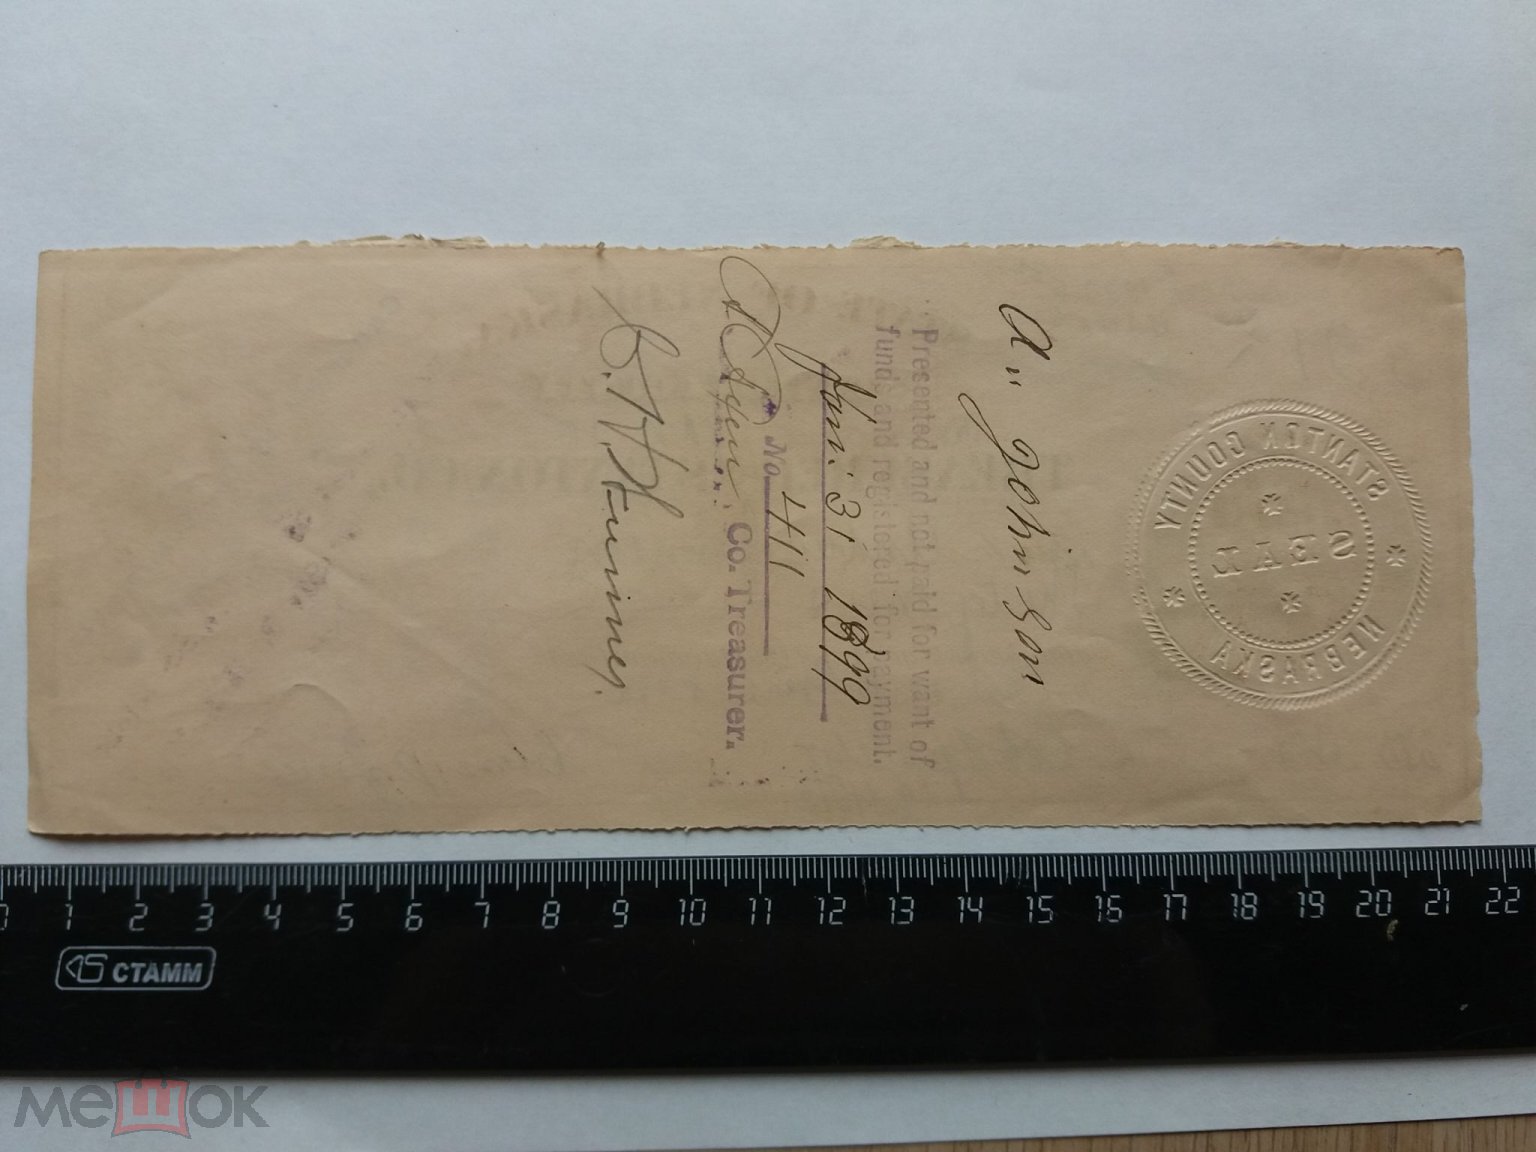 STANTON COUNTY
SEAL
NEBRASKA
A. Johnson
Presented and not paid for want of
funds and registered for payment.
Jan. 31 1899
No 411
Co. Treasurer.
0 1 2 3 4 5 6 7 8 9 10 11 12 13 14 15 16 17 18 19 20 21 22
СТАММ
мешок